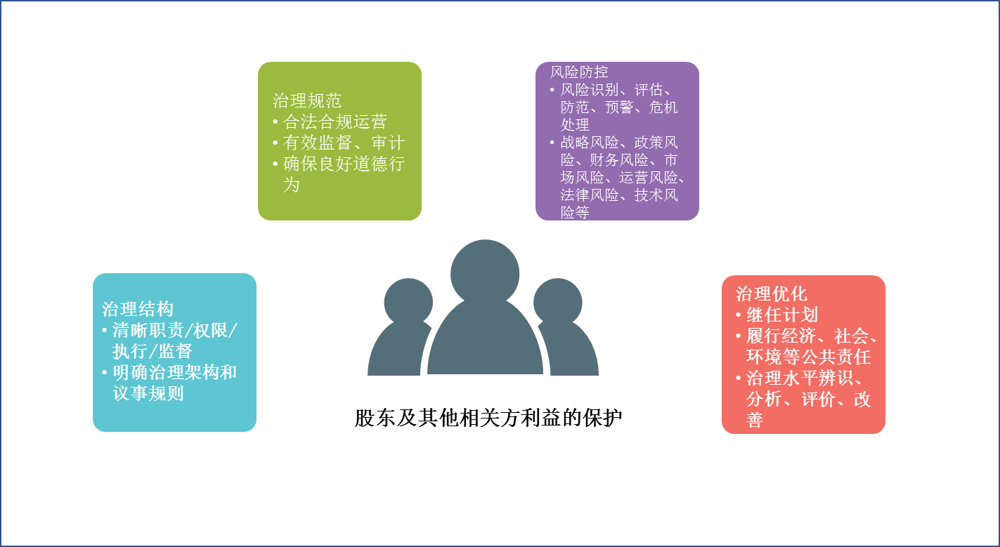 治理规范
• 合法合规运营
• 有效监督、审计
• 确保良好道德行
为
风险防控
• 风险识别、评估、
防范、预警、危机
处理
• 战略风险、政策风
险、财务风险、市
场风险、运营风险、
法律风险、技术风
险等
治理结构
• 清晰职责/权限/
执行/监督
• 明确治理架构和
议事规则
治理优化
• 继任计划
• 履行经济、社会、
环境等公共责任
• 治理水平辨识、
分析、评价、改
善
股东及其他相关方利益的保护